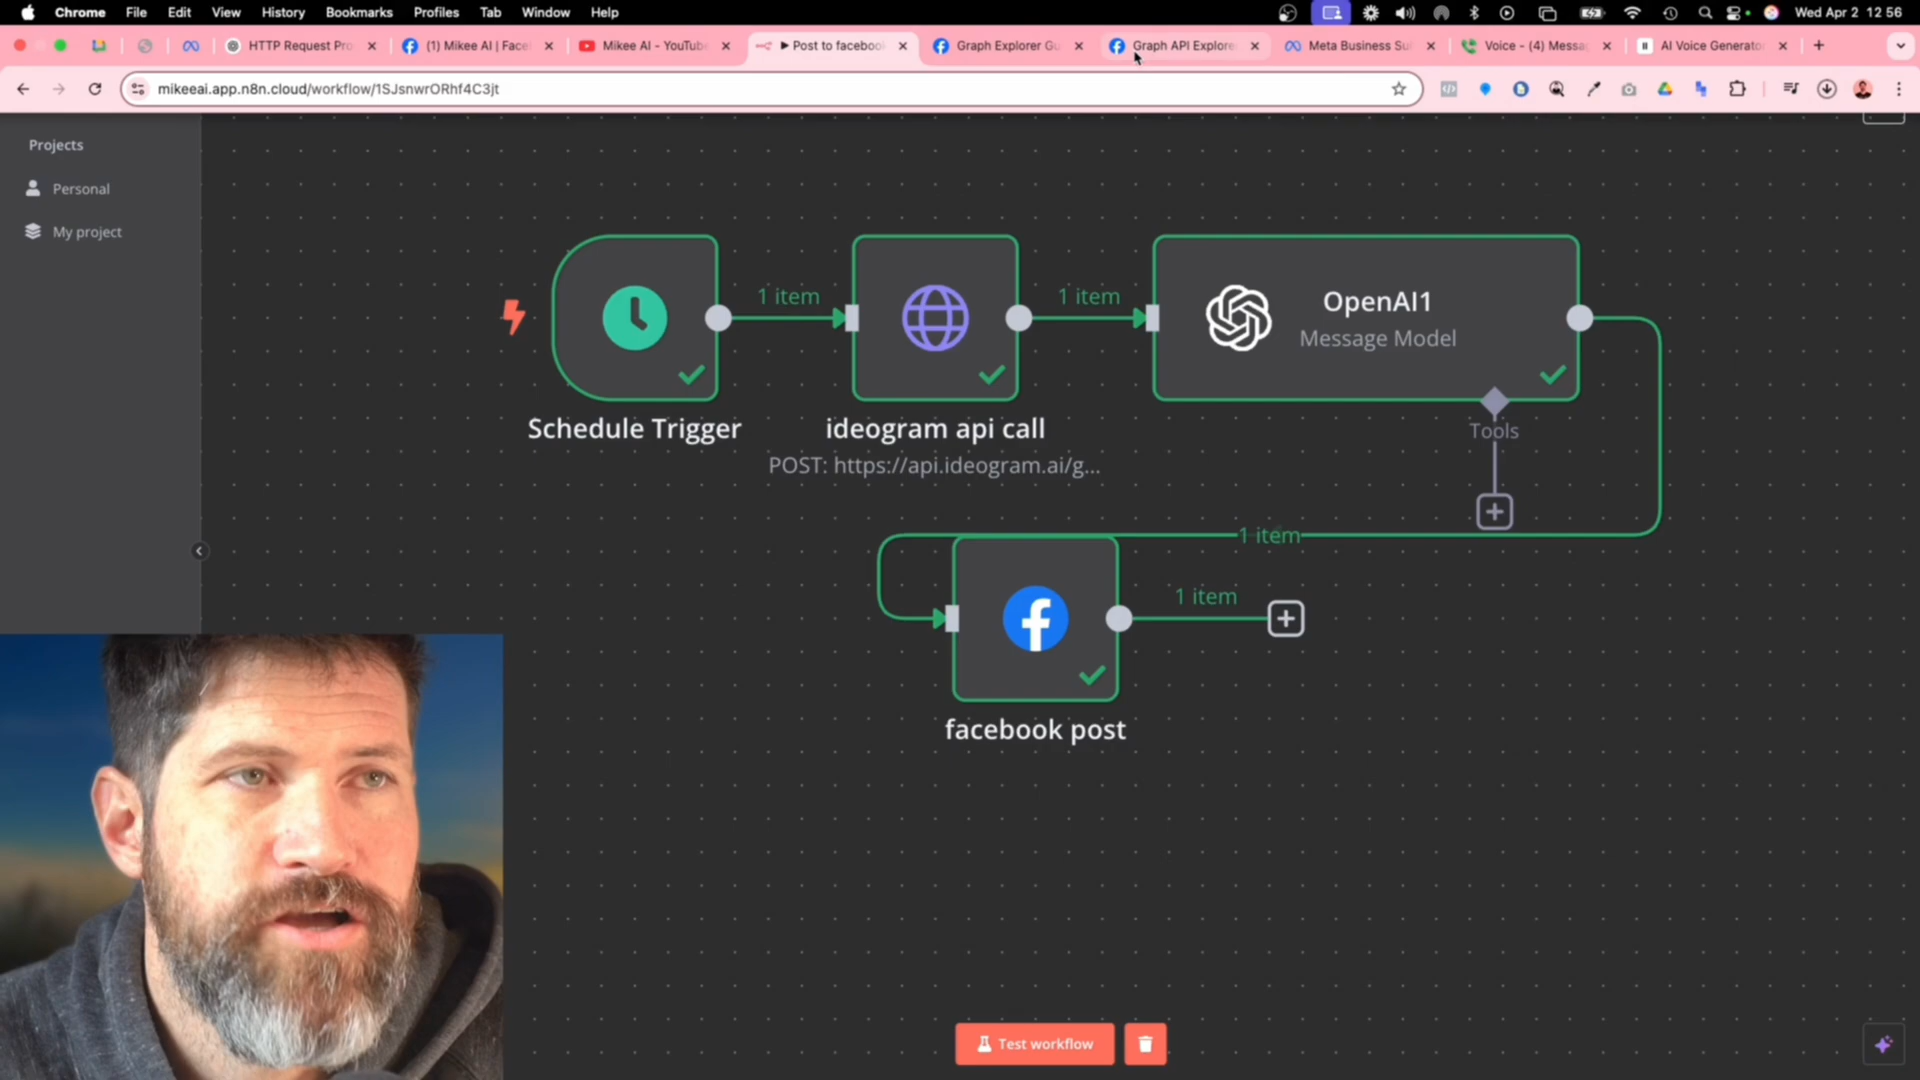 Chrome File Edit View History Bookmarks Profiles Tab Window Help Wed Apr 2 12 56
HTTP Request Pro
(1) Mikee AI | Face
Mikee AI - YouTube
Post to facebook
Graph Explorer Gu
Graph API Explore
Meta Business Su
Voice - (4) Messa
AI Voice Generato
mikeeai.app.n8n.cloud/workflow/1SJsnwrORhf4C3jt
Projects
Personal
My project
1 item
1 item
OpenAI1
Message Model
Schedule Trigger
ideogram api call
POST: https://api.ideogram.ai/g...
Tools
1 item
1 item
facebook post
Test workflow